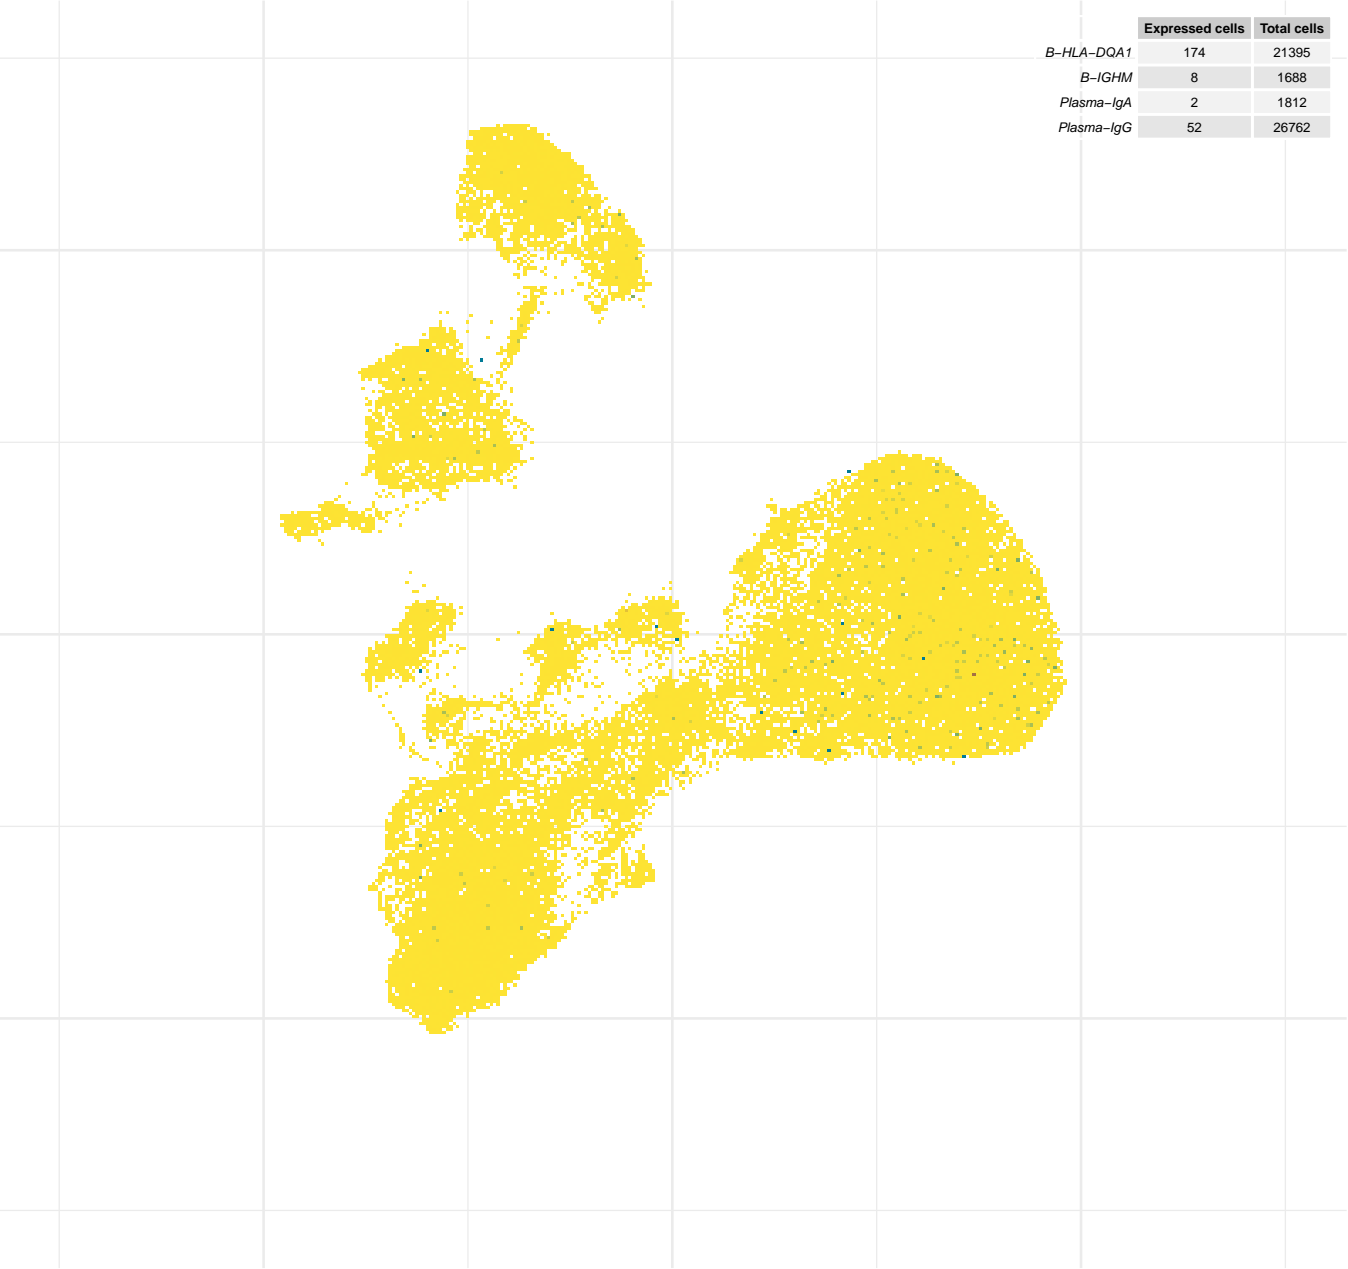 Expressed cells Total cells
B−HLA−DQA1 174 21395
B−IGHM 8 1688
Plasma−IgA 2 1812
Plasma−IgG 52 26762